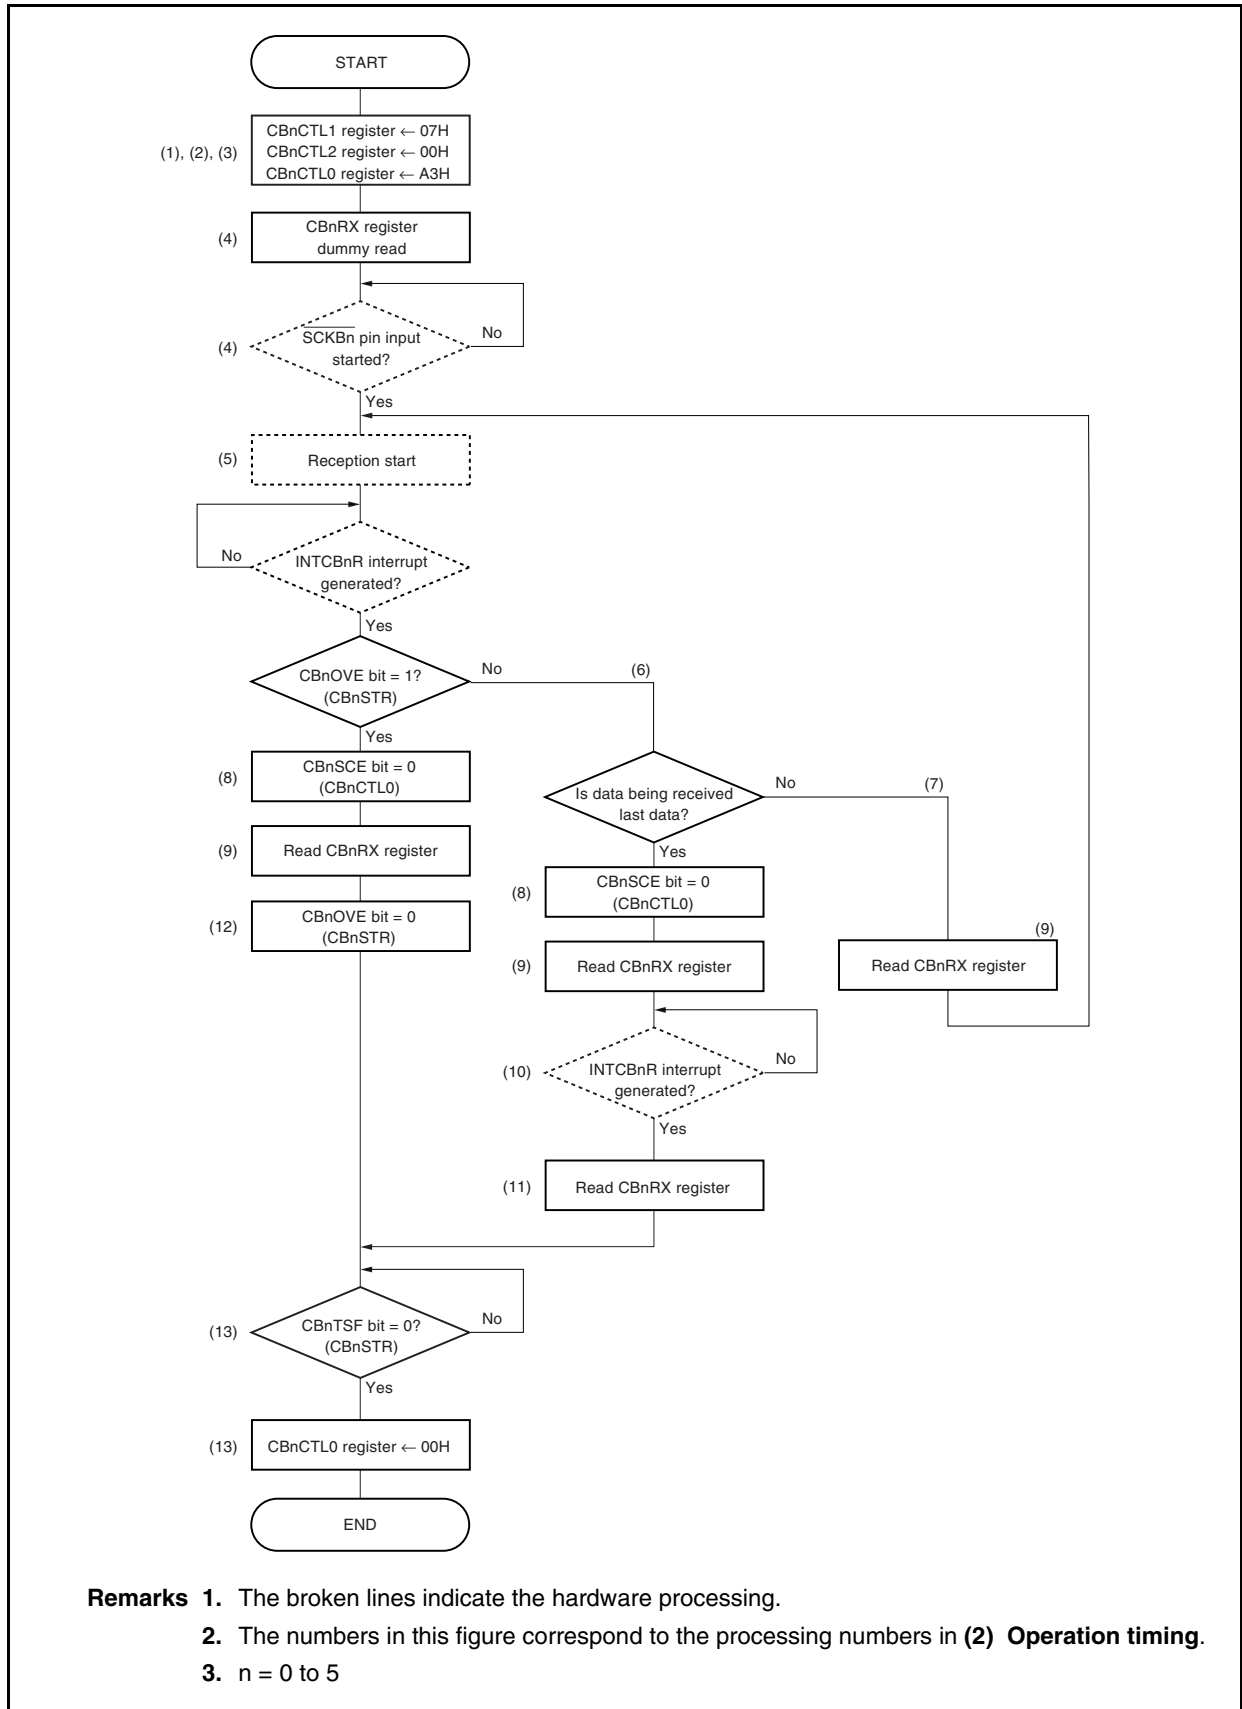 START
(1), (2), (3)
CBnCTL1 register ← 07H
CBnCTL2 register ← 00H
CBnCTL0 register ← A3H
(4)
CBnRX register
dummy read
(4)
SCKBn pin input
started?
No
Yes
(5)
Reception start
No
INTCBnR interrupt
generated?
Yes
CBnOVE bit = 1?
(CBnSTR)
No
(6)
Yes
(8)
CBnSCE bit = 0
(CBnCTL0)
Is data being received
last data?
No
(7)
Yes
(9)
Read CBnRX register
(8)
CBnSCE bit = 0
(CBnCTL0)
(12)
CBnOVE bit = 0
(CBnSTR)
(9)
Read CBnRX register
(9)
Read CBnRX register
(10)
INTCBnR interrupt
generated?
No
Yes
(11)
Read CBnRX register
(13)
CBnTSF bit = 0?
(CBnSTR)
No
Yes
(13)
CBnCTL0 register ← 00H
END
Remarks 1. The broken lines indicate the hardware processing.
2. The numbers in this figure correspond to the processing numbers in (2) Operation timing.
3. n = 0 to 5